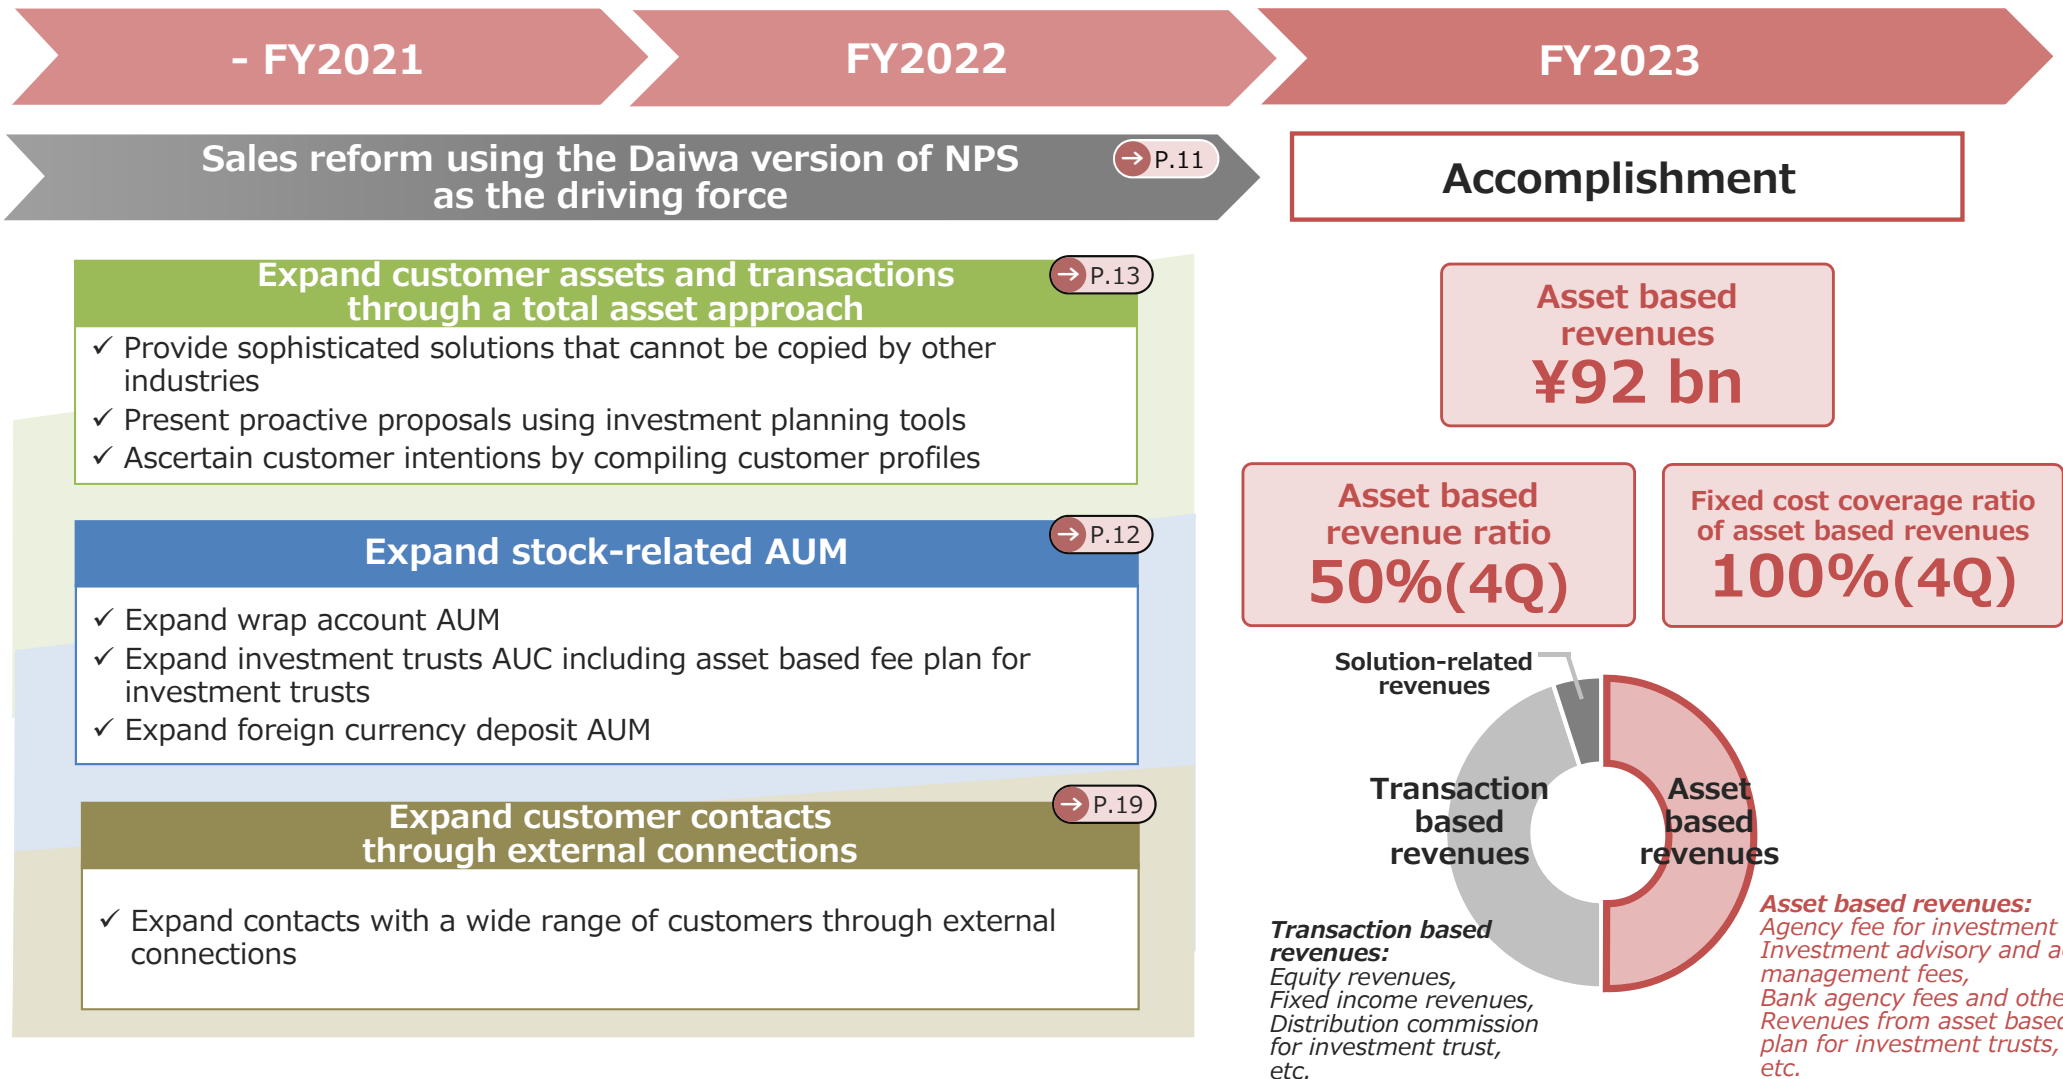 - FY2021
FY2022
FY2023
Sales reform using the Daiwa version of NPS
as the driving force
→ P.11
Accomplishment
Expand customer assets and transactions
through a total asset approach
→ P.13
✓ Provide sophisticated solutions that cannot be copied by other
industries
✓ Present proactive proposals using investment planning tools
✓ Ascertain customer intentions by compiling customer profiles
Expand stock-related AUM
→ P.12
✓ Expand wrap account AUM
✓ Expand investment trusts AUC including asset based fee plan for
investment trusts
✓ Expand foreign currency deposit AUM
Expand customer contacts
through external connections
→ P.19
✓ Expand contacts with a wide range of customers through external
connections
Asset based
revenues
¥92 bn
Asset based
revenue ratio
50%(4Q)
Fixed cost coverage ratio
of asset based revenues
100%(4Q)
Solution-related
revenues
Transaction
based
revenues
Asset
based
revenues
Transaction based
revenues:
Equity revenues,
Fixed income revenues,
Distribution commission
for investment trust,
etc.
Asset based revenues:
Agency fee for investment
Investment advisory and
management fees,
Bank agency fees and
Revenues from asset
plan for investment trusts,
etc.